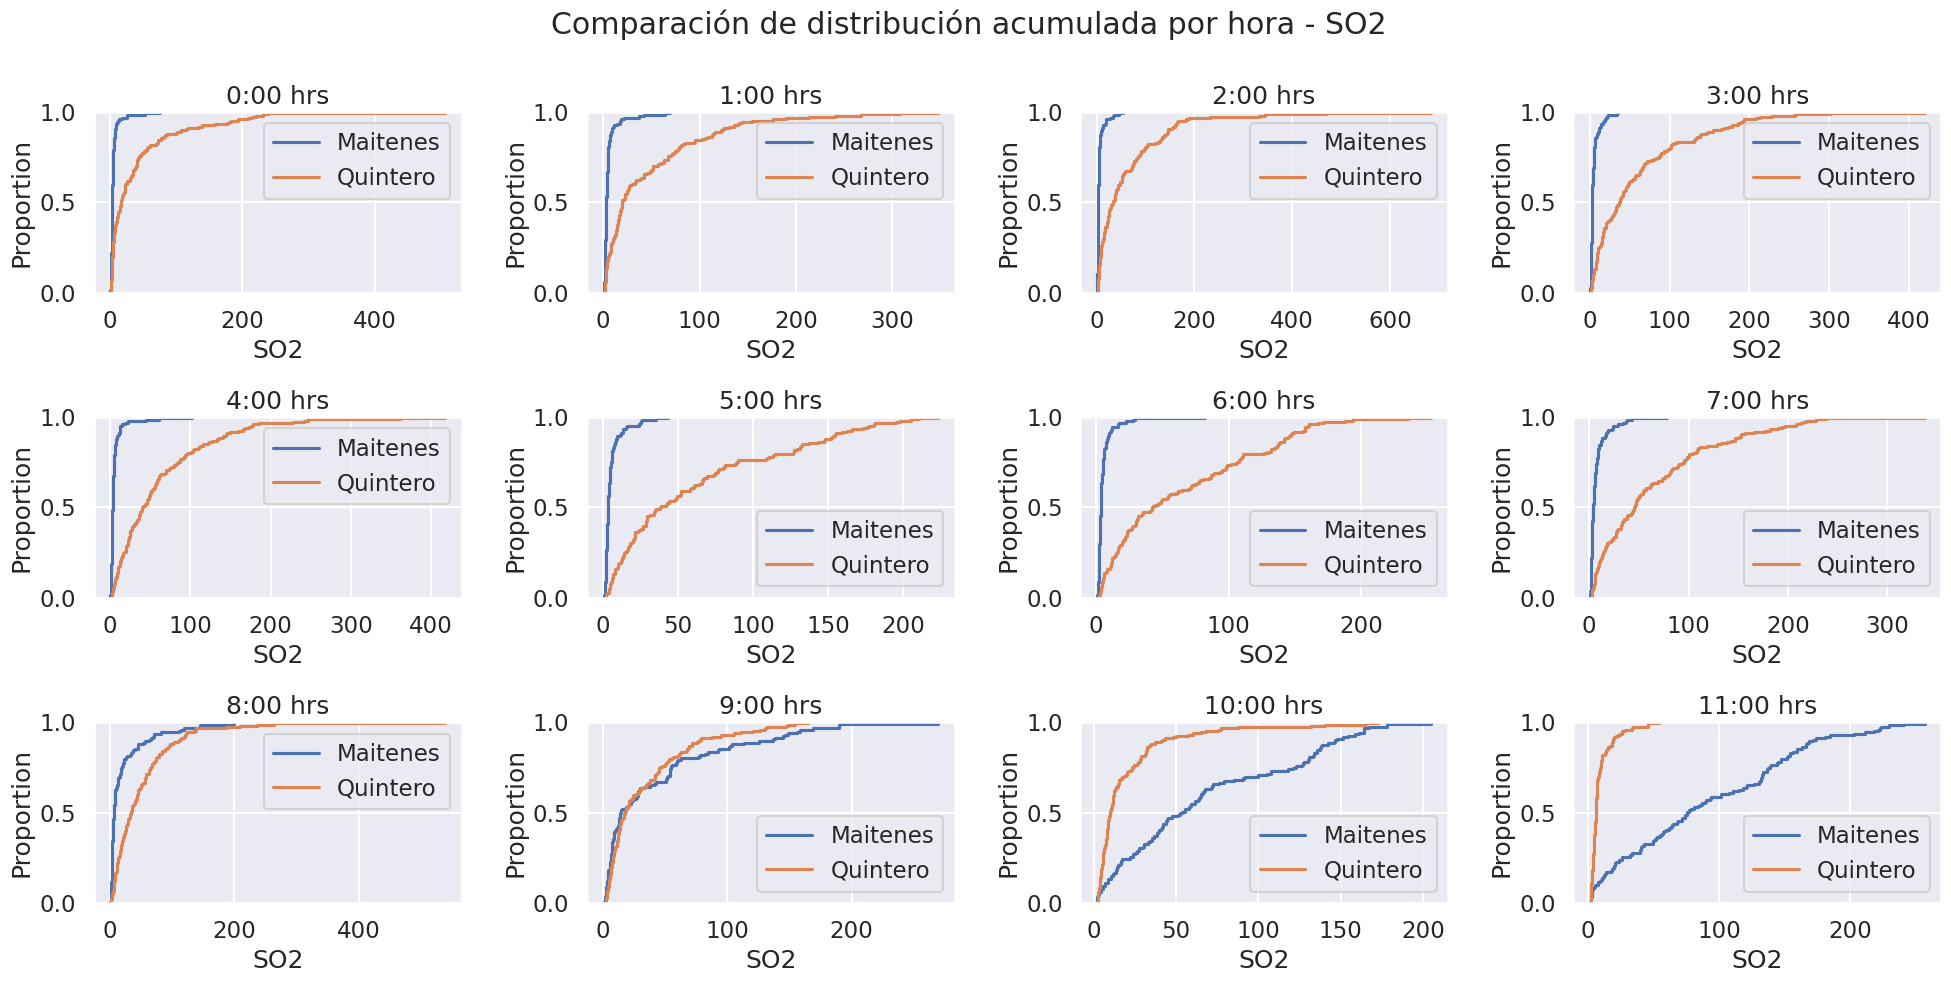 Comparación de distribución acumulada por hora - SO2
0:00 hrs
1.0
0.5
0.0
Proportion
Maitenes
Quintero
0 200 400
SO2
1:00 hrs
1.0
0.5
0.0
Proportion
Maitenes
Quintero
0 100 200 300
SO2
2:00 hrs
1.0
0.5
0.0
Proportion
Maitenes
Quintero
0 200 400 600
SO2
3:00 hrs
1.0
0.5
0.0
Proportion
Maitenes
Quintero
0 100 200 300 400
SO2
4:00 hrs
1.0
0.5
0.0
Proportion
Maitenes
Quintero
0 100 200 300 400
SO2
5:00 hrs
1.0
0.5
0.0
Proportion
Maitenes
Quintero
0 50 100 150 200
SO2
6:00 hrs
1.0
0.5
0.0
Proportion
Maitenes
Quintero
0 100 200
SO2
7:00 hrs
1.0
0.5
0.0
Proportion
Maitenes
Quintero
0 100 200 300
SO2
8:00 hrs
1.0
0.5
0.0
Proportion
Maitenes
Quintero
0 200 400
SO2
9:00 hrs
1.0
0.5
0.0
Proportion
Maitenes
Quintero
0 100 200
SO2
10:00 hrs
1.0
0.5
0.0
Proportion
Maitenes
Quintero
0 50 100 150 200
SO2
11:00 hrs
1.0
0.5
0.0
Proportion
Maitenes
Quintero
0 100 200
SO2